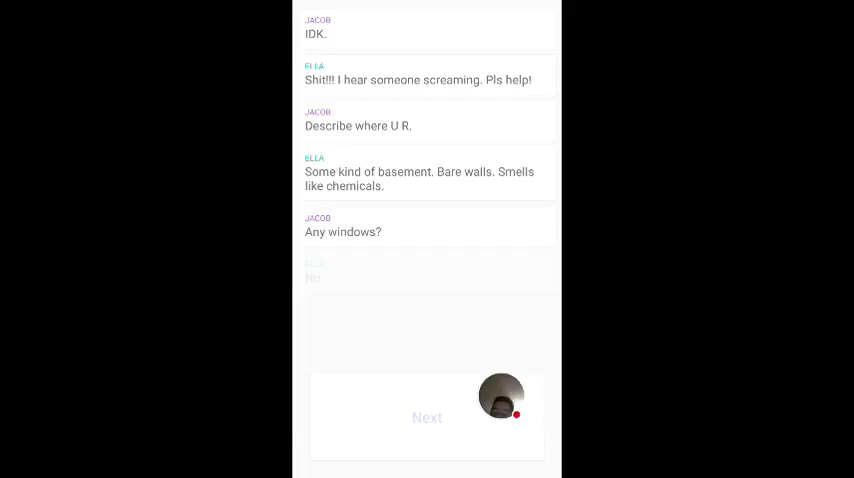 JACOB
IDK.
ELLA
Shit!!! I hear someone screaming. Pls help!
JACOB
Describe where U R.
ELLA
Some kind of basement. Bare walls. Smells
like chemicals.
JACOB
Any windows?
ELLA
No
Next